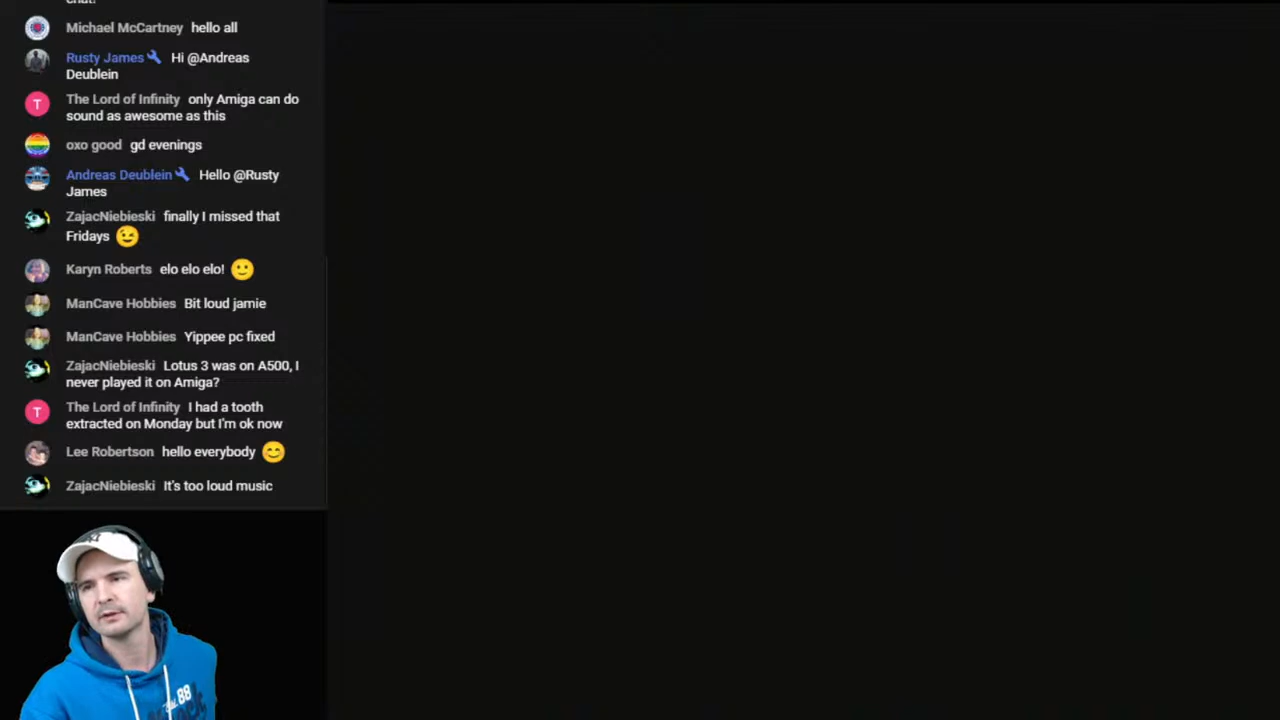 chat!
Michael McCartney hello all
Rusty James Hi @Andreas
Deublein
The Lord of Infinity only Amiga can do
sound as awesome as this
oxo good gd evenings
Andreas Deublein Hello @Rusty
James
ZajacNiebieski finally I missed that
Fridays
Karyn Roberts elo elo elo!
ManCave Hobbies Bit loud jamie
ManCave Hobbies Yippee pc fixed
ZajacNiebieski Lotus 3 was on A500, I
never played it on Amiga?
T The Lord of Infinity I had a tooth
extracted on Monday but I'm ok now
Lee Robertson hello everybody
ZajacNiebieski It's too loud music
88